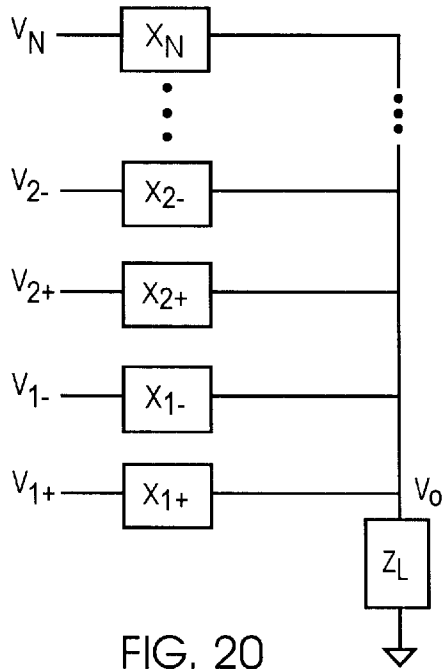 V_N X_N
V_2- X_2-
V_2+ X_2+
V_1- X_1-
V_1+ X_1+ V_o
Z_L
FIG. 20